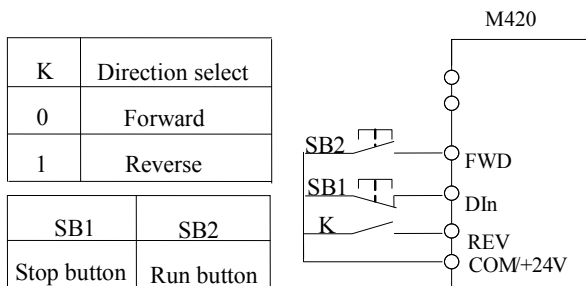 M420
K Direction select
0 Forward
1 Reverse
SB1 SB2
Stop button Run button
SB2 FWD
SB1 DIn
K REV
COM/+24V